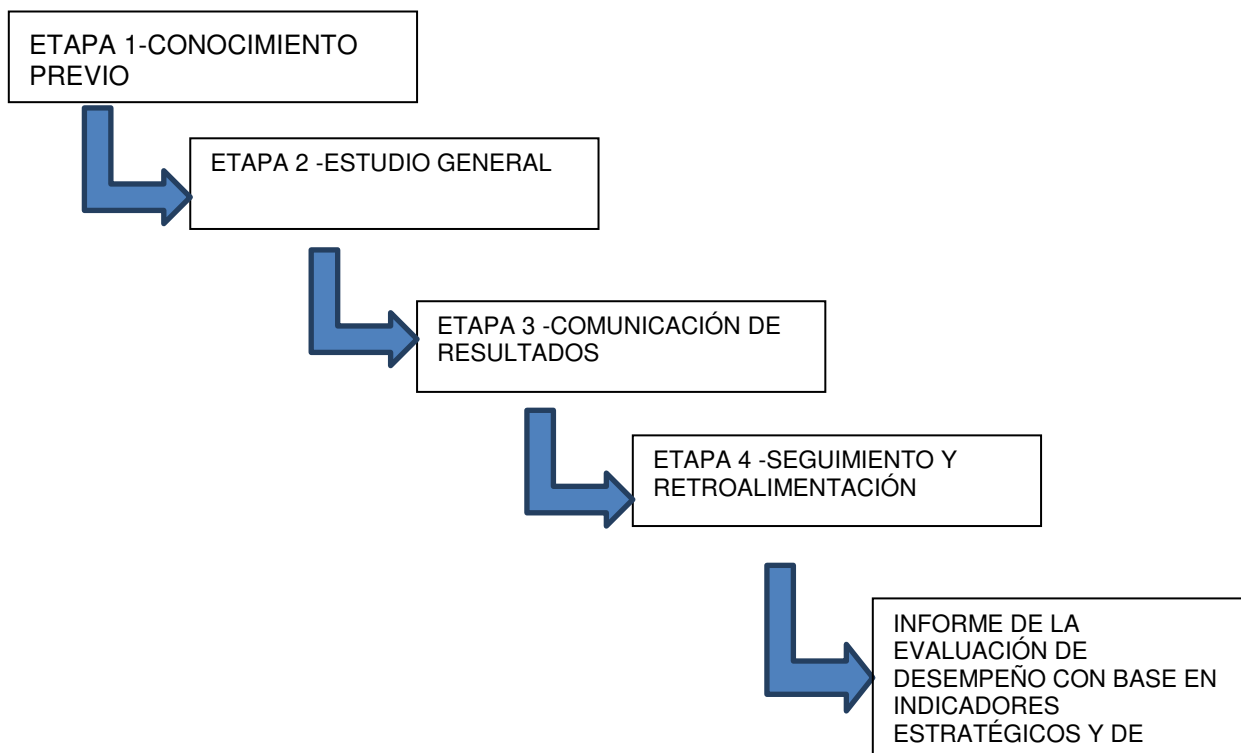 ETAPA 1-CONOCIMIENTO
PREVIO
ETAPA 2 -ESTUDIO GENERAL
ETAPA 3 -COMUNICACIÓN DE
RESULTADOS
ETAPA 4 -SEGUIMIENTO Y
RETROALIMENTACIÓN
INFORME DE LA
EVALUACIÓN DE
DESEMPEÑO CON BASE EN
INDICADORES
ESTRATÉGICOS Y DE